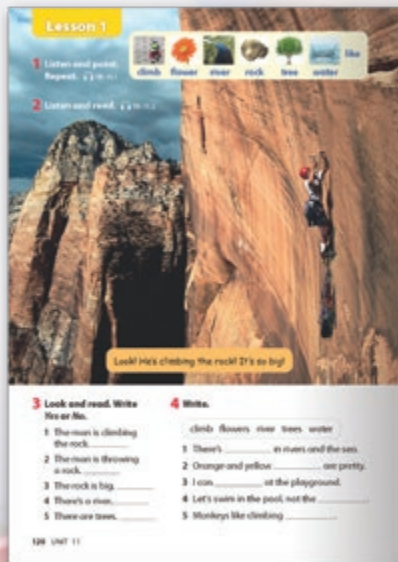 Lesson 1
1 Listen and point.
Repeat.
climb flower river rock tree water like
2 Listen and read.
Look! He's climbing the rock! It's so big!
3 Look and read. Write
Yes or No.
1 The man is climbing
the rock.
2 The man is throwing
a rock.
3 The rock is big.
4 There's a river.
5 There are trees.
4 Write.
climb flowers river trees water
1 There's in rivers and the sea.
2 Orange and yellow are pretty.
3 I can at the playground.
4 Let's swim in the pool, not the .
5 Monkeys like climbing .
120 UNIT 11